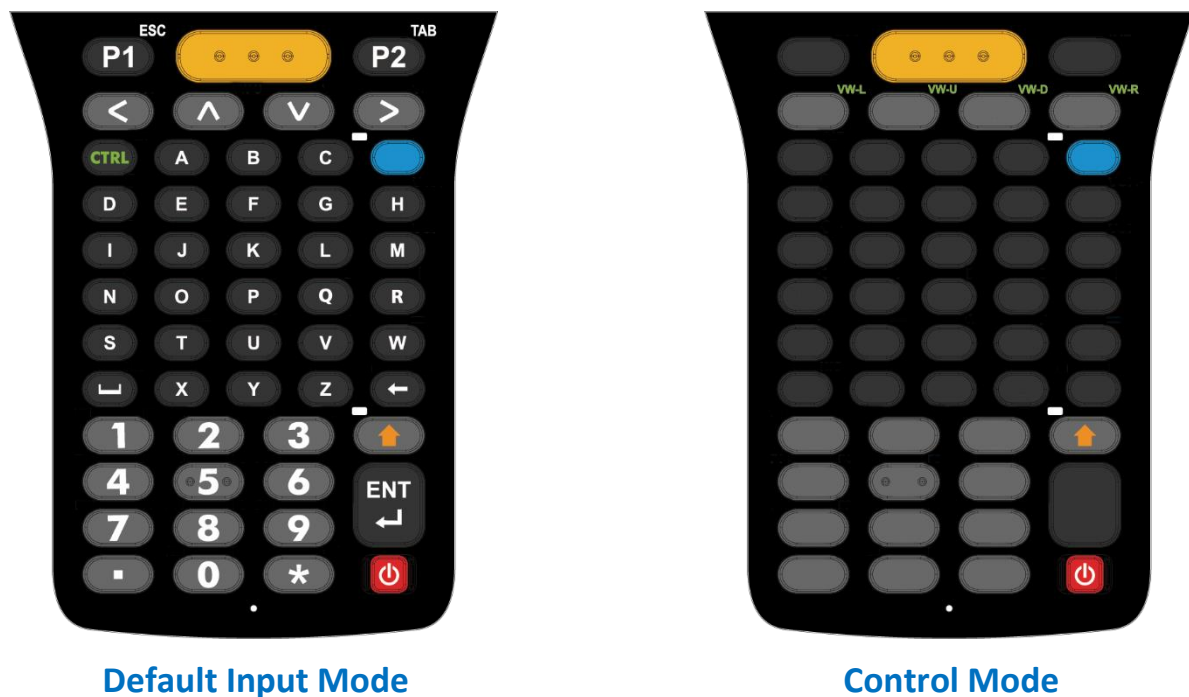 ESC TAB
P1 P2
< ∧ ∨ >
CTRL A B C
D E F G H
I J K L M
N O P Q R
S T U V W
X Y Z ←
1 2 3
4 5 6 ENT
7 8 9
. 0 *
Default Input Mode
VW-L VW-U VW-D VW-R
Control Mode